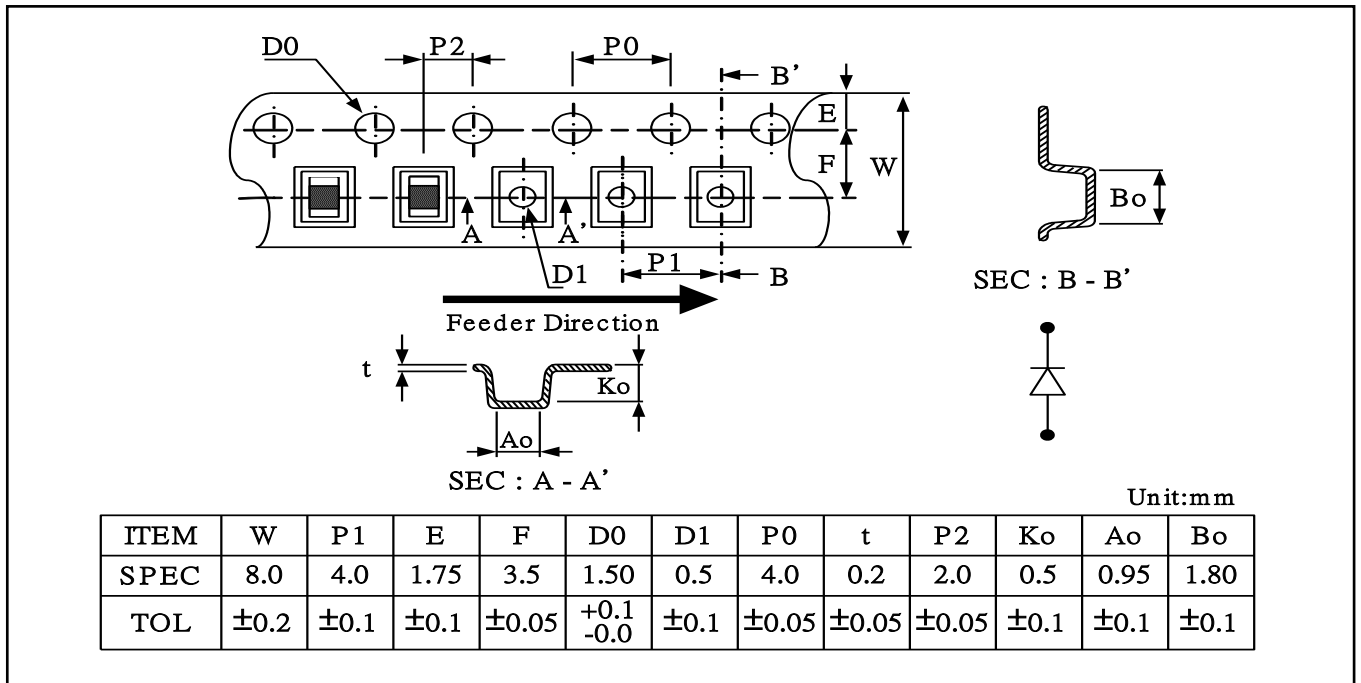 D0
P2
P0
B’
E
F
W
A
A’
D1
P1
B
Feeder Direction
Bo
SEC : B - B’
t
Ko
Ao
SEC : A - A’
Unit:mm
ITEM W P1 E F D0 D1 P0 t P2 Ko Ao Bo
SPEC 8.0 4.0 1.75 3.5 1.50 0.5 4.0 0.2 2.0 0.5 0.95 1.80
TOL ±0.2 ±0.1 ±0.1 ±0.05 +0.1 -0.0 ±0.1 ±0.05 ±0.05 ±0.05 ±0.1 ±0.1 ±0.1